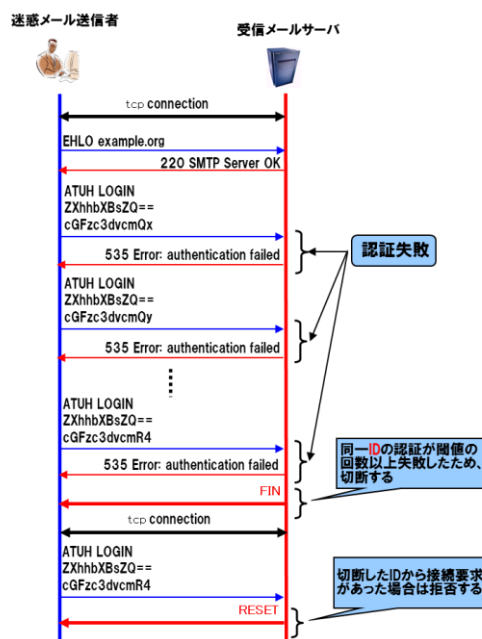 迷惑メール送信者
受信メールサーバ
tcp connection
EHLO example.org
220 SMTP Server OK
ATUH LOGIN
ZXhhbXBsZQ==
cGFzc3dvcmQx
535 Error: authentication failed
認証失敗
ATUH LOGIN
ZXhhbXBsZQ==
cGFzc3dvcmQy
535 Error: authentication failed
ATUH LOGIN
ZXhhbXBsZQ==
cGFzc3dvcmR4
535 Error: authentication failed
同一IDの認証が閾値の
回数以上失敗したため、
切断する
FIN
tcp connection
ATUH LOGIN
ZXhhbXBsZQ==
cGFzc3dvcmR4
切断したIDから接続要求
があった場合は拒否する
RESET